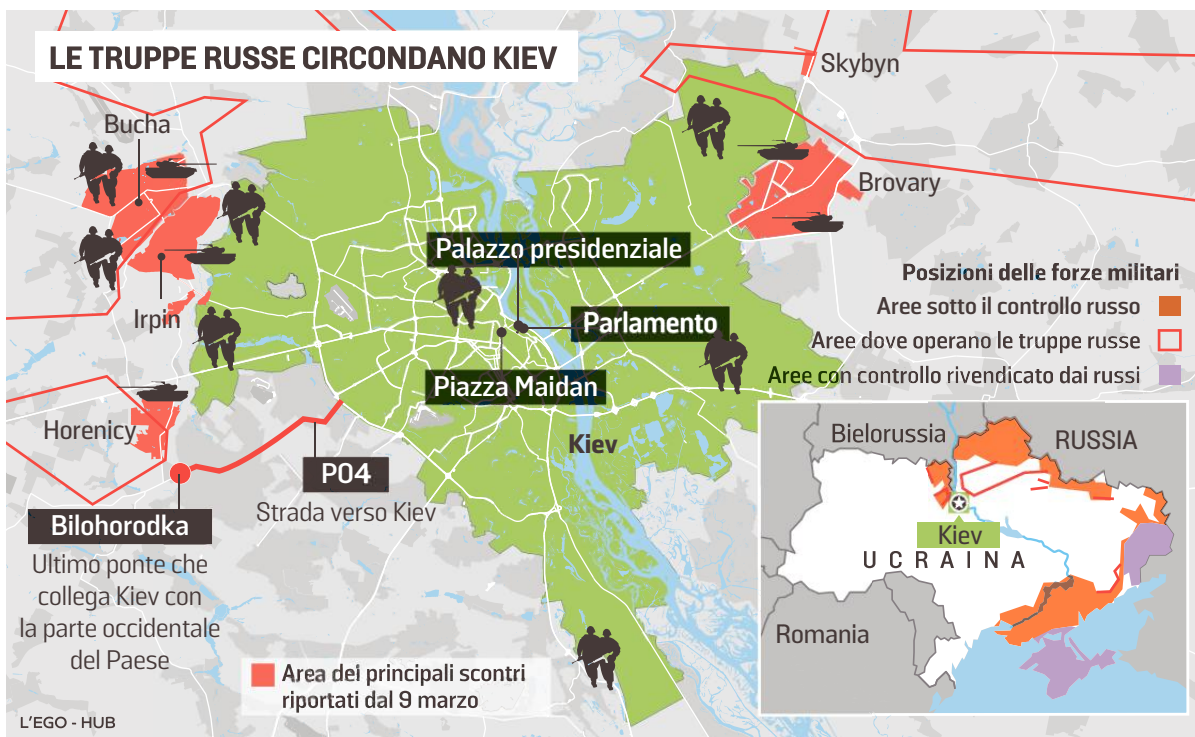 LE TRUPPE RUSSE CIRCONDANO KIEV
Skybyn
Bucha
Brovary
Palazzo presidenziale
Posizioni delle forze militari
Aree sotto il controllo russo
Irpin
Parlamento
Aree dove operano le truppe russe
Piazza Maidan
Aree con controllo rivendicato dai russi
Horenicy
Kiev
P04
Strada verso Kiev
Bilohorodka
Ultimo ponte che
collega Kiev con
la parte occidentale
del Paese
Bielorussia
RUSSIA
Kiev
UCRAINA
Romania
Area dei principali scontri
riportati dal 9 marzo
L'EGO - HUB